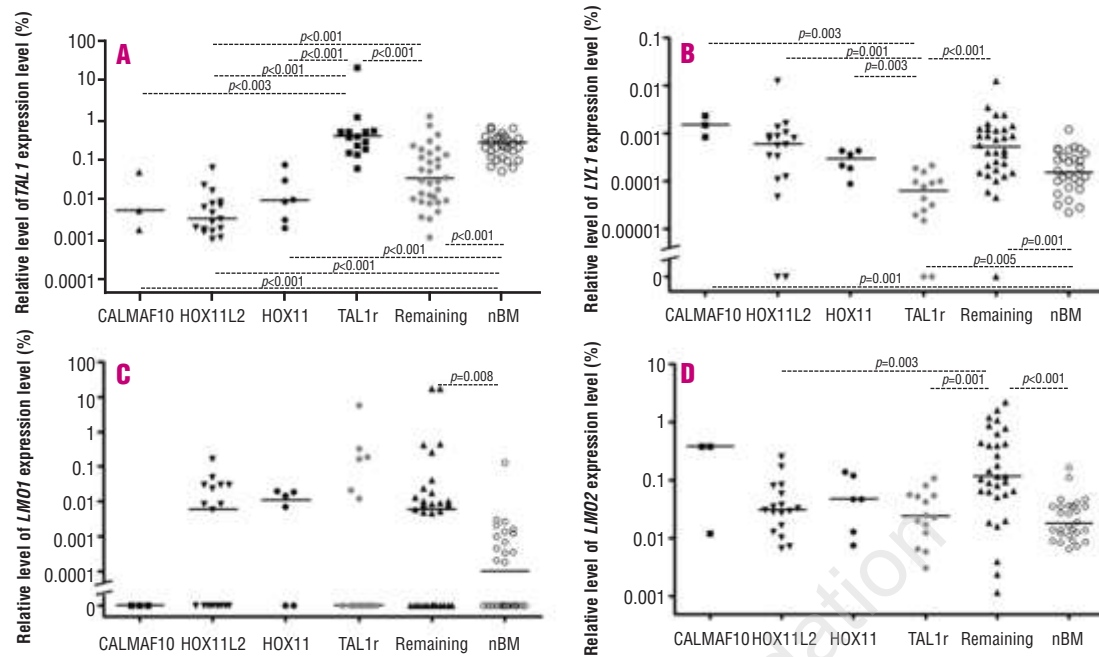 Relative level of TAL1 expression level (%)
A
100
10
1
0.1
0.01
0.001
0.0001
p<0.001
p<0.001 p<0.001
p<0.001
p<0.003
p<0.001
p<0.001
p<0.001
p<0.001
CALMAF10 HOX11L2 HOX11 TAL1r Remaining nBM
Relative level of LYL1 expression level (%)
B
0.1
0.01
0.001
0.0001
0.00001
0
p=0.003
p=0.001 p<0.001
p=0.003
p=0.001
p=0.005
p=0.001
CALMAF10 HOX11L2 HOX11 TAL1r Remaining nBM
Relative level of LMO1 expression level (%)
C
100
10
1
0.1
0.01
0.001
0.0001
0
p=0.008
CALMAF10 HOX11L2 HOX11 TAL1r Remaining nBM
Relative level of LMO2 expression level (%)
D
10
1
0.1
0.01
0.001
p=0.003
p=0.001 p<0.001
CALMAF10 HOX11L2 HOX11 TAL1r Remaining nBM
dation